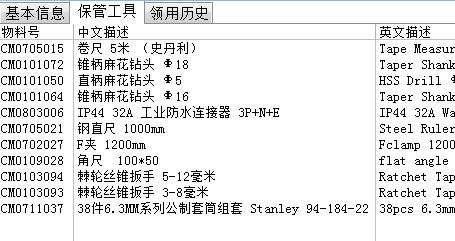 基本信息 保管工具 领用历史
物料号 中文描述 英文描述
CM0705015 卷尺 5米 （史丹利） Tape Measur
CM0101072 锥柄麻花钻头 Φ18 Taper Shank
CM0101050 直柄麻花钻头 Φ5 HSS Drill Φ
CM0101064 锥柄麻花钻头 Φ16 Taper Shank
CM0803006 IP44 32A 工业防水连接器 3P+N+E IP44 32A Wa
CM0705021 钢直尺 1000mm Steel Ruler
CM0702027 F夹 1200mm Fclamp 1200
CM0109028 角尺 100*50 flat angle
CM0103094 棘轮丝锥扳手 5-12毫米 Ratchet Tap
CM0103093 棘轮丝锥扳手 3-8毫米 Ratchet Tap
CM0711037 38件6.3MM系列公制套筒组套 Stanley 94-184-22 38pcs 6.3mm